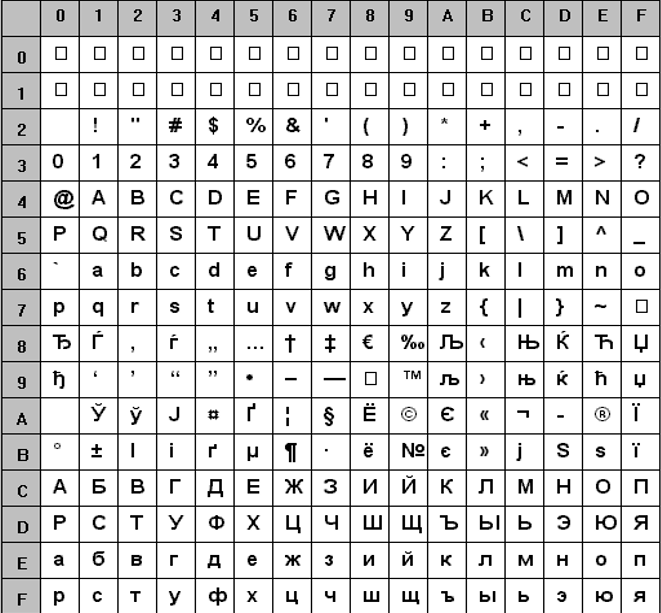 0 1 2 3 4 5 6 7 8 9 A B C D E F
0 □ □ □ □ □ □ □ □ □ □ □ □ □ □ □ □
1 □ □ □ □ □ □ □ □ □ □ □ □ □ □ □ □
2 ! " # $ % & ' ( ) * + , - . /
3 0 1 2 3 4 5 6 7 8 9 : ; < = > ?
4 @ A B C D E F G H I J K L M N O
5 P Q R S T U V W X Y Z [ \ ] ^ _
6 ` a b c d e f g h i j k l m n o
7 p q r s t u v w x y z { | } ~ □
8 Ђ Ѓ ‚ ѓ „ … † ‡ € ‰ Љ ‹ Њ Ќ Ћ Џ
9 ђ ‘ ’ “ ” • – — □ ™ љ › њ ќ ћ џ
A Ў ў Ј ¤ Ґ ¦ § Ё © Є « ¬ - ® Ї
B ° ± І і ґ µ ¶ · ё № є » ј Ѕ ѕ ї
C А Б В Г Д Е Ж З И Й К Л М Н О П
D Р С Т У Ф Х Ц Ч Ш Щ Ъ Ы Ь Э Ю Я
E а б в г д е ж з и й к л м н о п
F р с т у ф х ц ч ш щ ъ ы ь э ю я